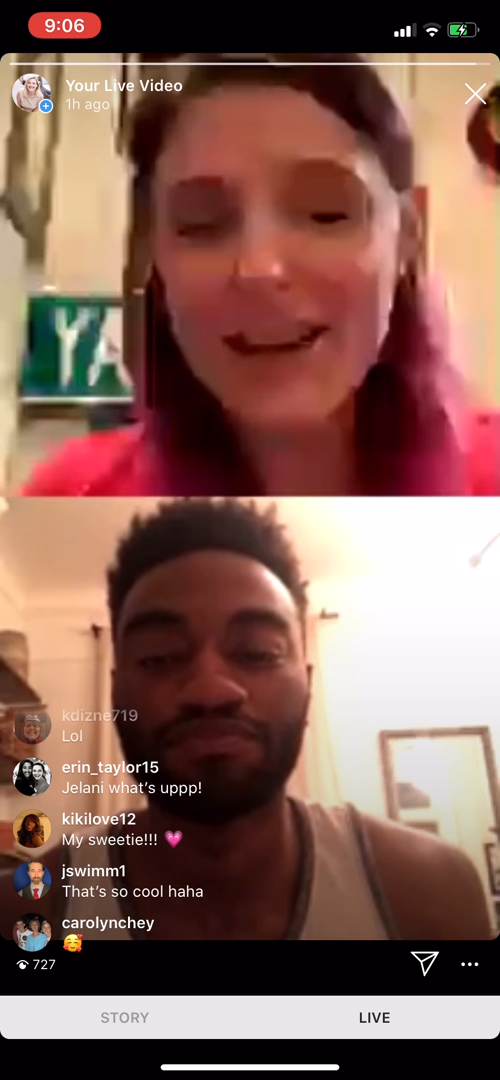 9:06
Your Live Video
1h ago
YA
kdizne719
Lol
erin_taylor15
Jelani what’s uppp!
kikilove12
My sweetie!!! 💗
jswimm1
That’s so cool haha
carolynchey
🥰
727
STORY
LIVE